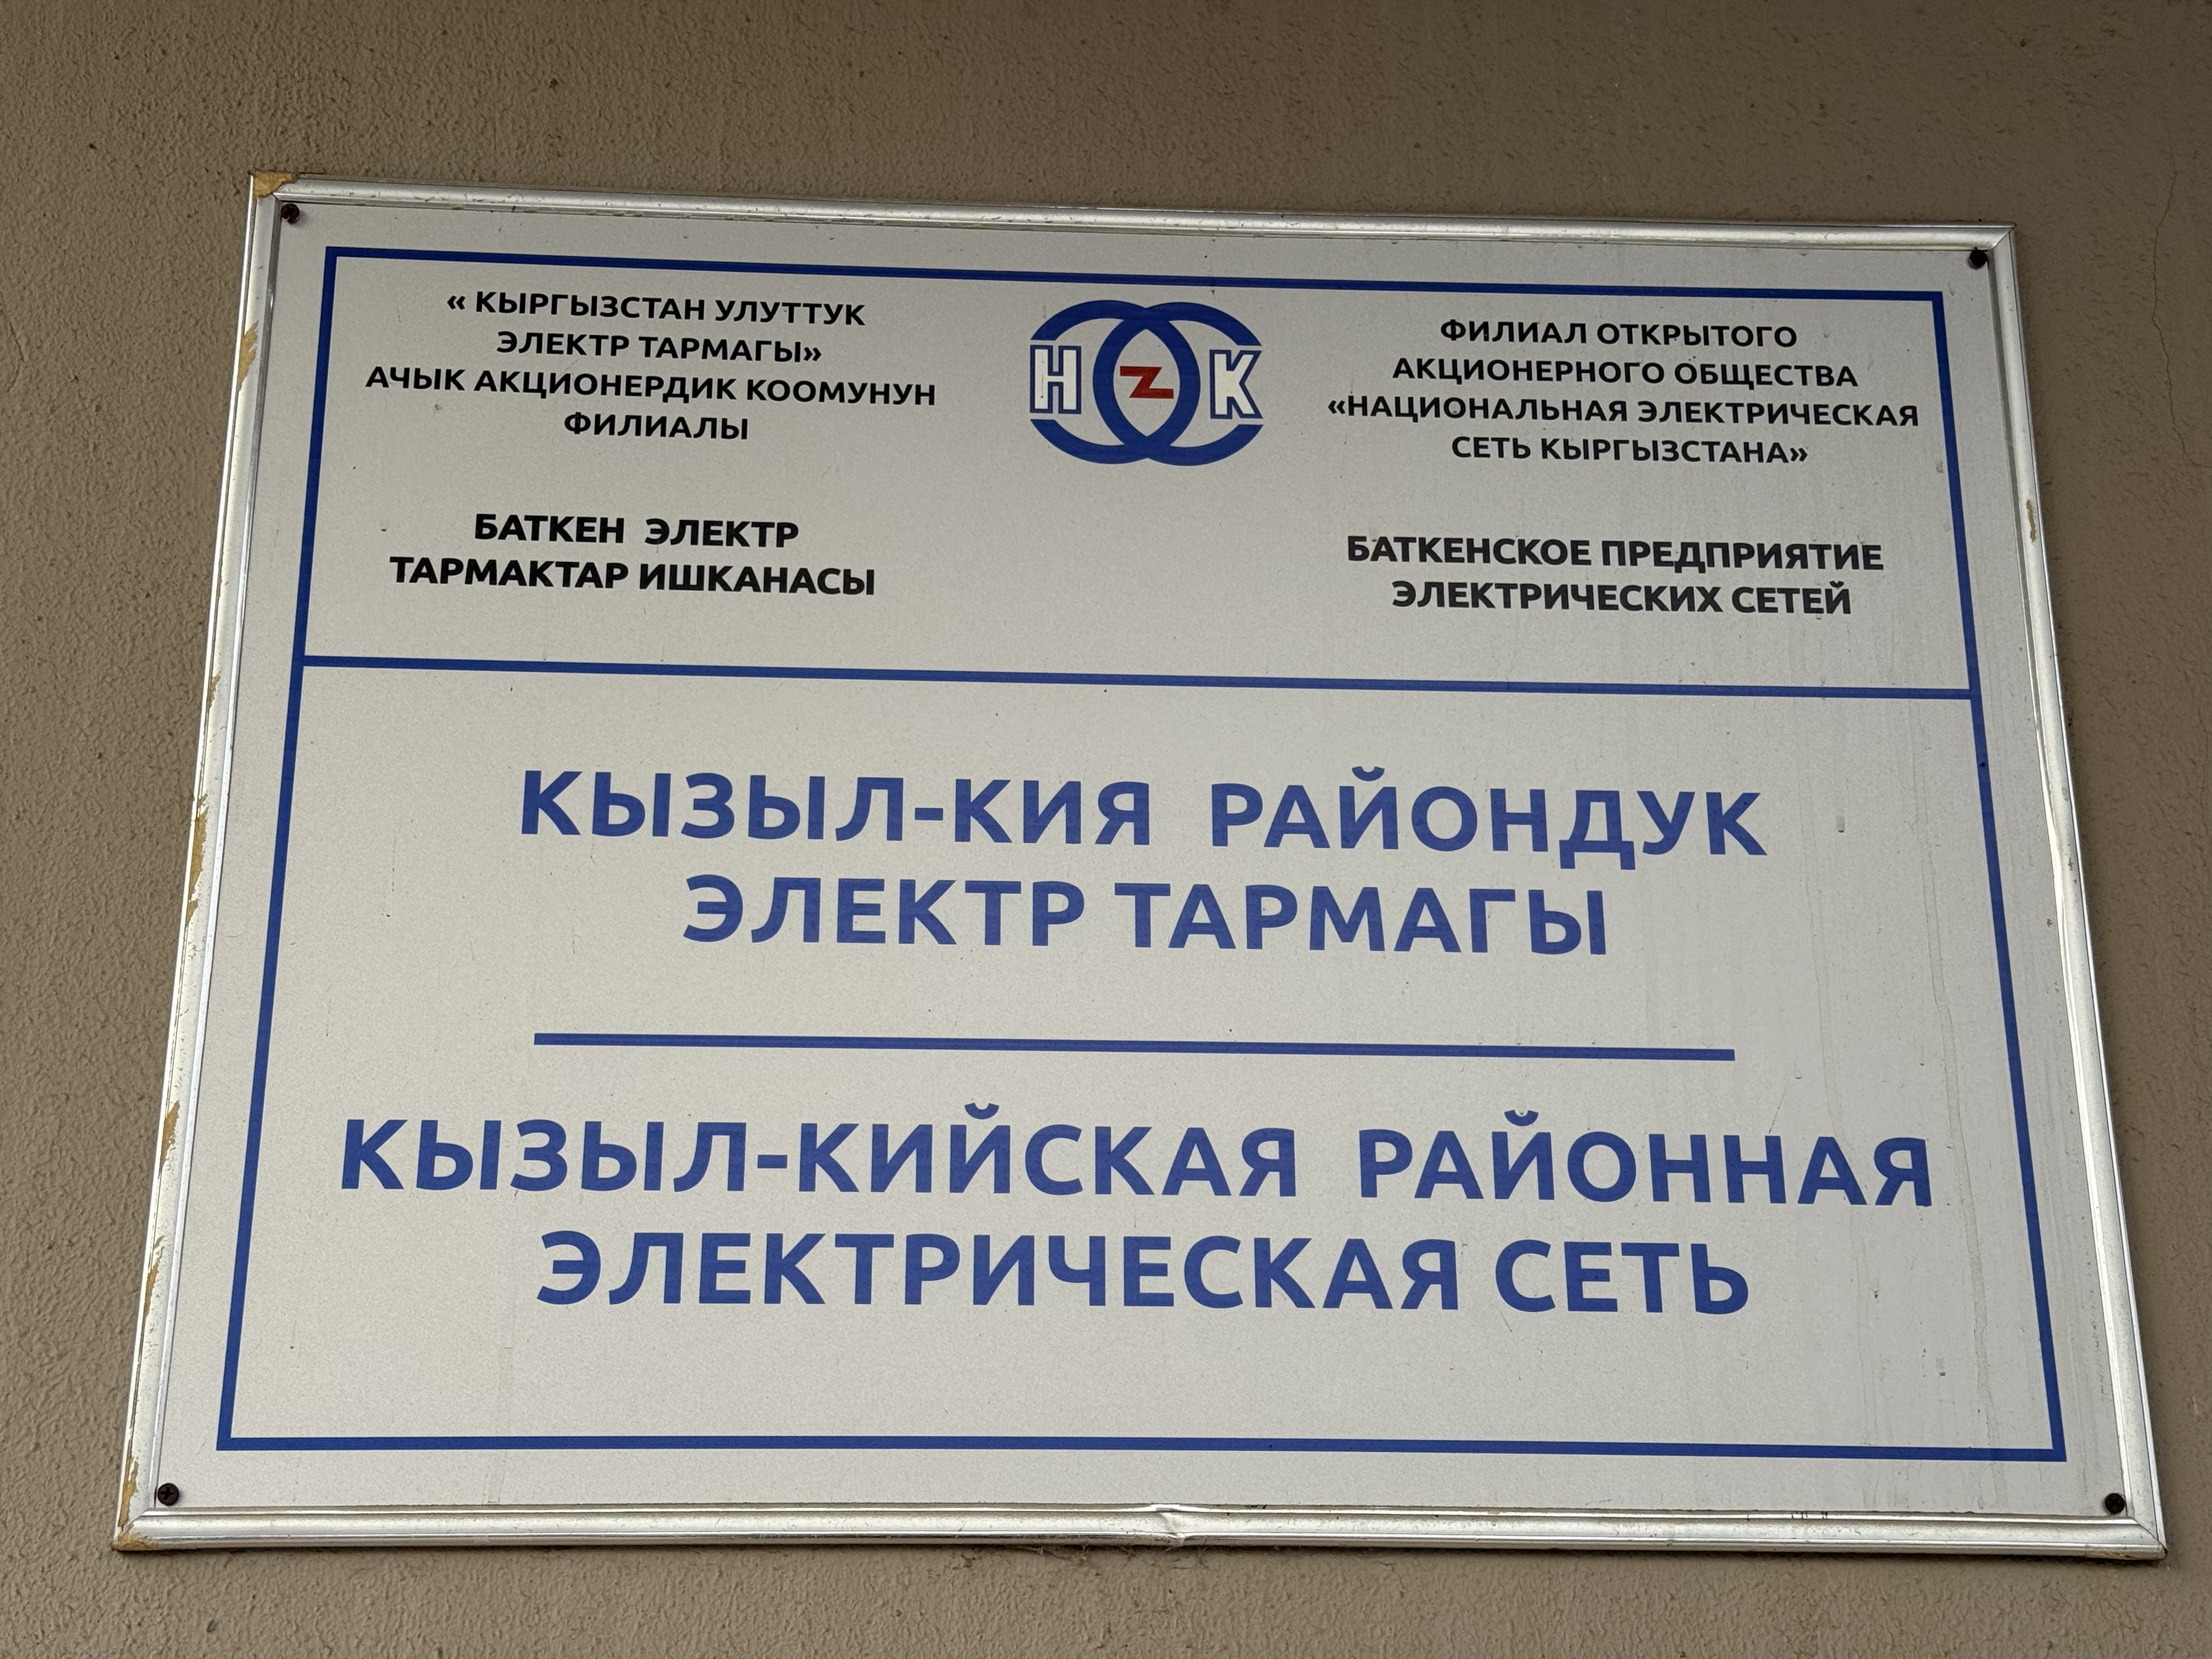 « КЫРГЫЗСТАН УЛУТТУК
ЭЛЕКТР ТАРМАГЫ»
АЧЫК АКЦИОНЕРДИК КООМУНУН
ФИЛИАЛЫ
БАТКЕН ЭЛЕКТР
ТАРМАКТАР ИШКАНАСЫ
Н Z К
ФИЛИАЛ ОТКРЫТОГО
АКЦИОНЕРНОГО ОБЩЕСТВА
«НАЦИОНАЛЬНАЯ ЭЛЕКТРИЧЕСКАЯ
СЕТЬ КЫРГЫЗСТАНА»
БАТКЕНСКОЕ ПРЕДПРИЯТИЕ
ЭЛЕКТРИЧЕСКИХ СЕТЕЙ
КЫЗЫЛ-КИЯ РАЙОНДУК
ЭЛЕКТР ТАРМАГЫ
КЫЗЫЛ-КИЙСКАЯ РАЙОННАЯ
ЭЛЕКТРИЧЕСКАЯ СЕТЬ